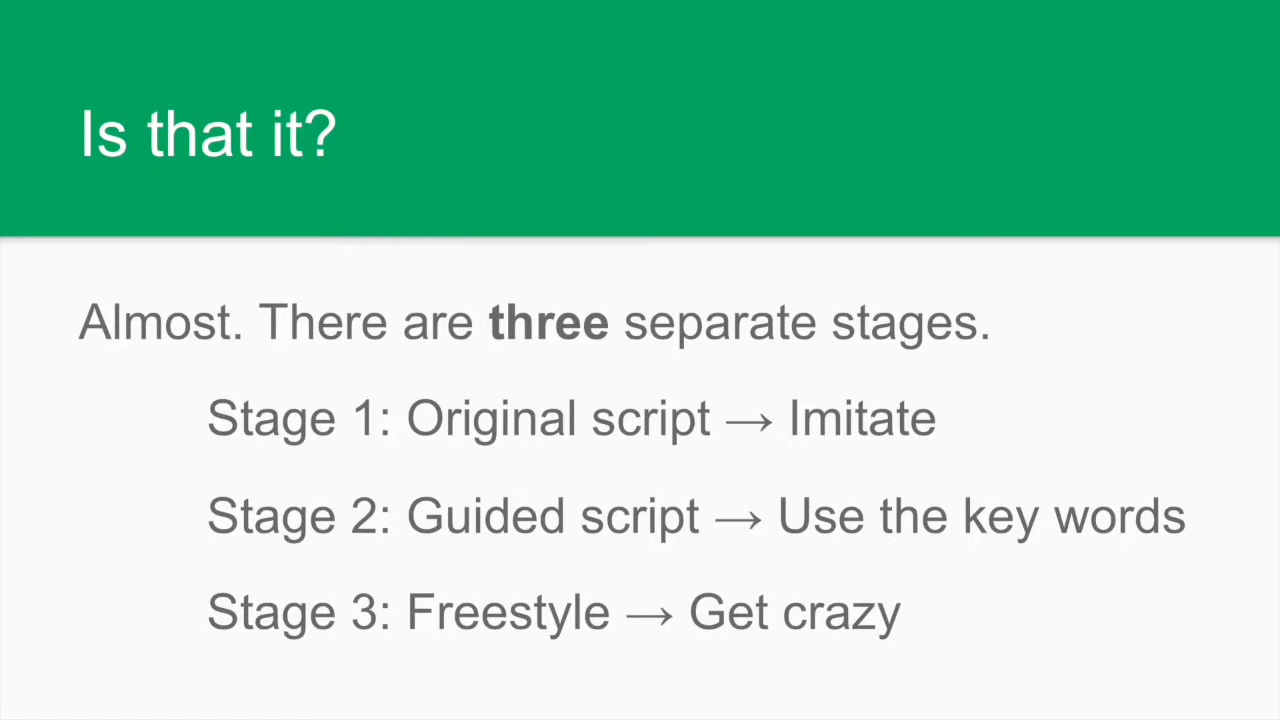 Is that it?
Almost. There are three separate stages.
Stage 1: Original script → Imitate
Stage 2: Guided script → Use the key words
Stage 3: Freestyle → Get crazy